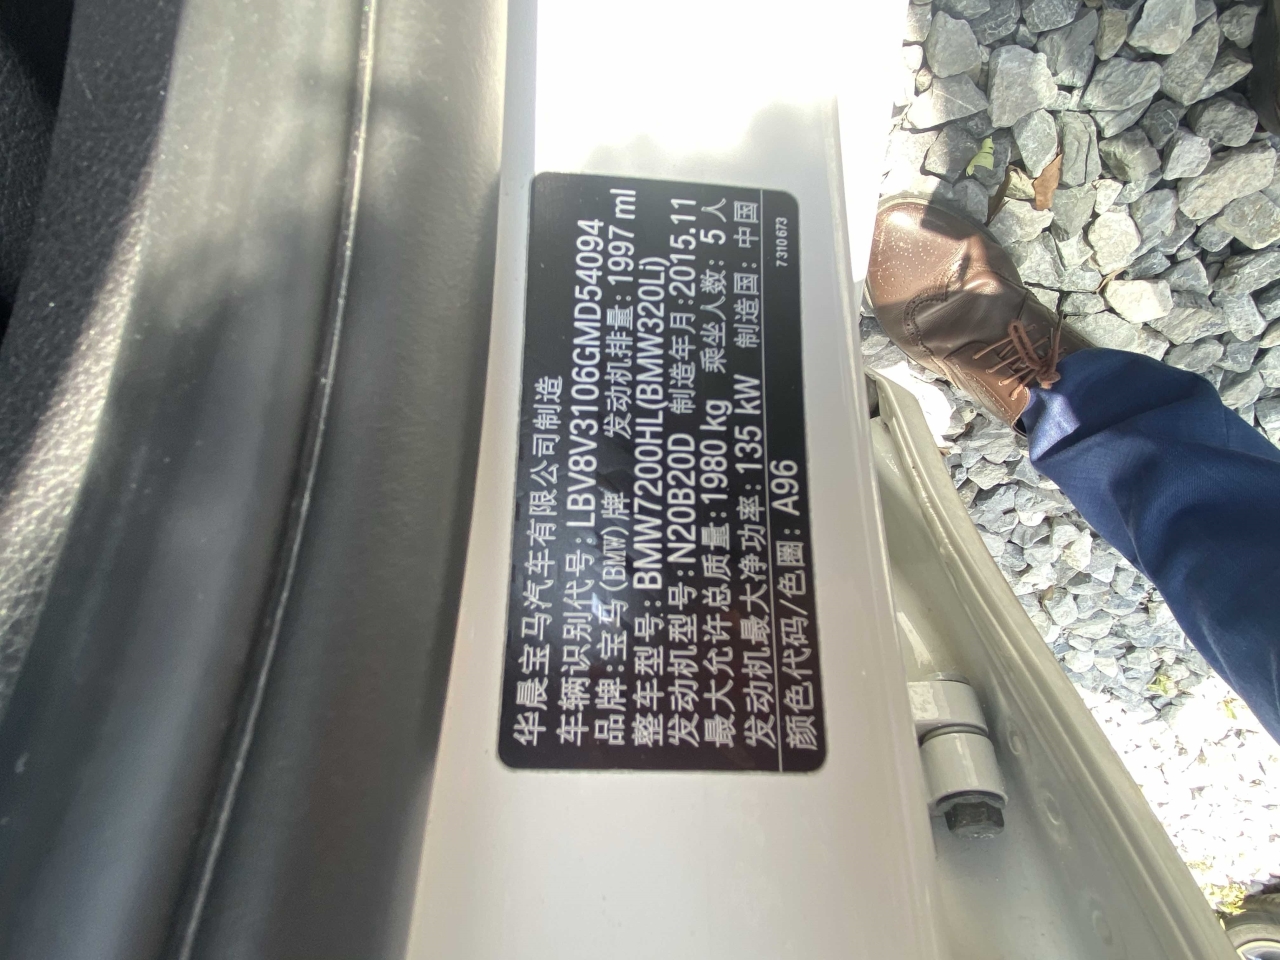 华晨宝马汽车有限公司制造
车辆识别代号:LBV8V3106GMD54094
品牌:宝马(BMW)牌 发动机排量:1997 ml
整车型号:BMW7200HL(BMW320Li)
发动机型号:N20B20D 制造年月:2015.11
最大允许总质量:1980 kg 乘坐人数:5 人
发动机最大净功率:135 kW 制造国:中国
颜色代码/色圈: A96 7310673